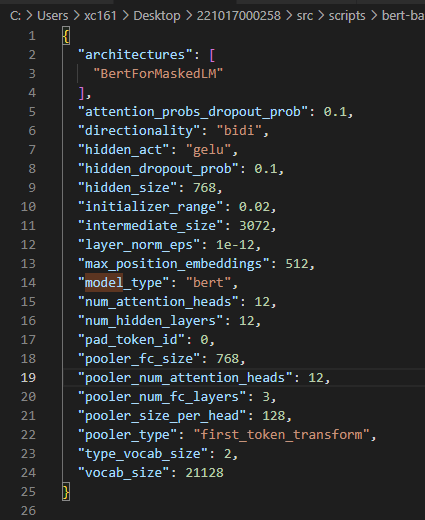 C: > Users > xc161 > Desktop > 221017000258 > src > scripts > bert-ba
1 {
2 "architectures": [
3 "BertForMaskedLM"
4 ],
5 "attention_probs_dropout_prob": 0.1,
6 "directionality": "bidi",
7 "hidden_act": "gelu",
8 "hidden_dropout_prob": 0.1,
9 "hidden_size": 768,
10 "initializer_range": 0.02,
11 "intermediate_size": 3072,
12 "layer_norm_eps": 1e-12,
13 "max_position_embeddings": 512,
14 "model_type": "bert",
15 "num_attention_heads": 12,
16 "num_hidden_layers": 12,
17 "pad_token_id": 0,
18 "pooler_fc_size": 768,
19 "pooler_num_attention_heads": 12,
20 "pooler_num_fc_layers": 3,
21 "pooler_size_per_head": 128,
22 "pooler_type": "first_token_transform",
23 "type_vocab_size": 2,
24 "vocab_size": 21128
25 }
26